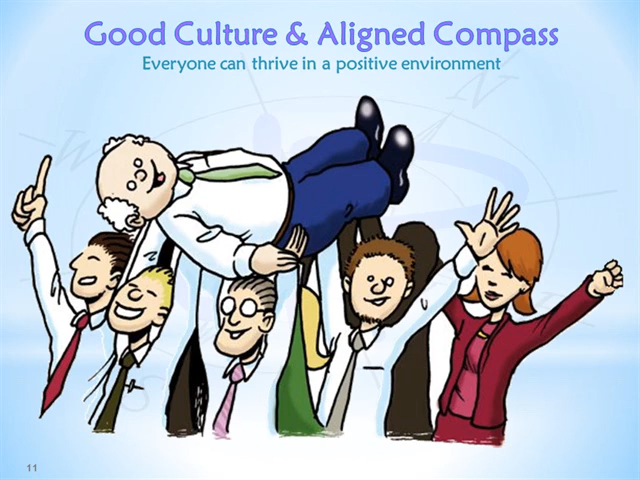 Good Culture & Aligned Compass
Everyone can thrive in a positive environment
N
W
11